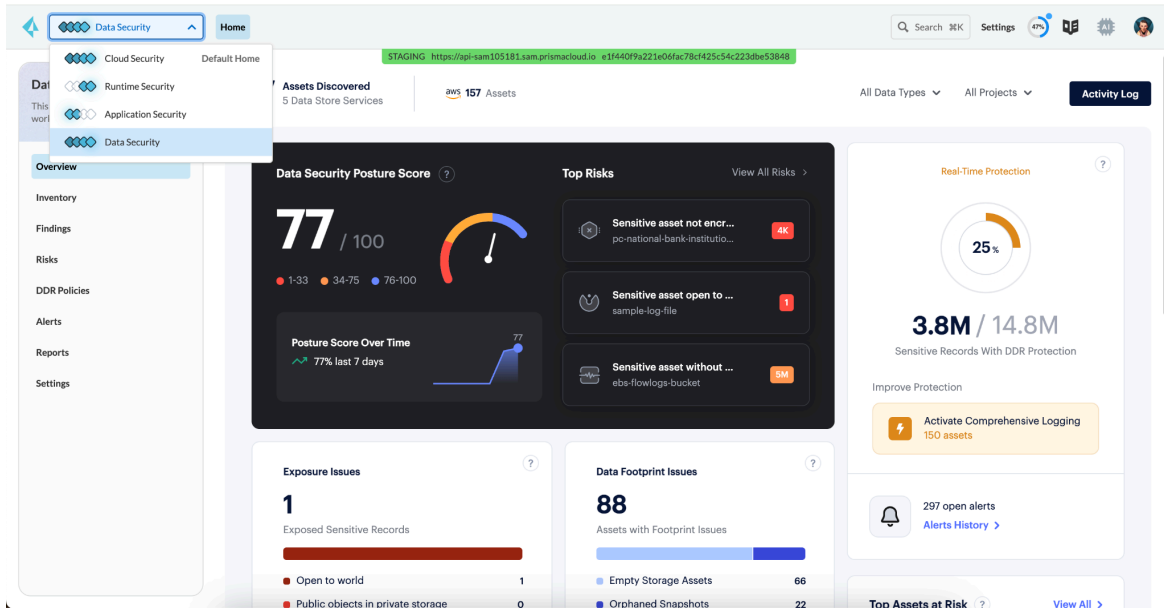 Data Security
Home
Search ⌘K
Settings
47%
AI
Cloud Security Default Home
Runtime Security
Application Security
Data Security
STAGING https://api-sam105181.sam.prismacloud.io e1f440f9a221e06fac78cf425c54c223dbe53848
Dat
This
worl
Assets Discovered
5 Data Store Services
aws 157 Assets
All Data Types
All Projects
Activity Log
Overview
Inventory
Findings
Risks
DDR Policies
Alerts
Reports
Settings
Data Security Posture Score ?
77 / 100
1-33 34-75 76-100
Posture Score Over Time
77% last 7 days
77
Top Risks
View All Risks >
Sensitive asset not encr...
pc-national-bank-institutio...
4K
Sensitive asset open to ...
sample-log-file
1
Sensitive asset without ...
ebs-flowlogs-bucket
5M
Real-Time Protection
?
25%
3.8M / 14.8M
Sensitive Records With DDR Protection
Improve Protection
Activate Comprehensive Logging
150 assets
297 open alerts
Alerts History >
Exposure Issues
?
1
Exposed Sensitive Records
Open to world 1
Public objects in private storage 0
Data Footprint Issues
?
88
Assets with Footprint Issues
Empty Storage Assets 66
Orphaned Snapshots 22
Top Assets at Risk ?
View All >